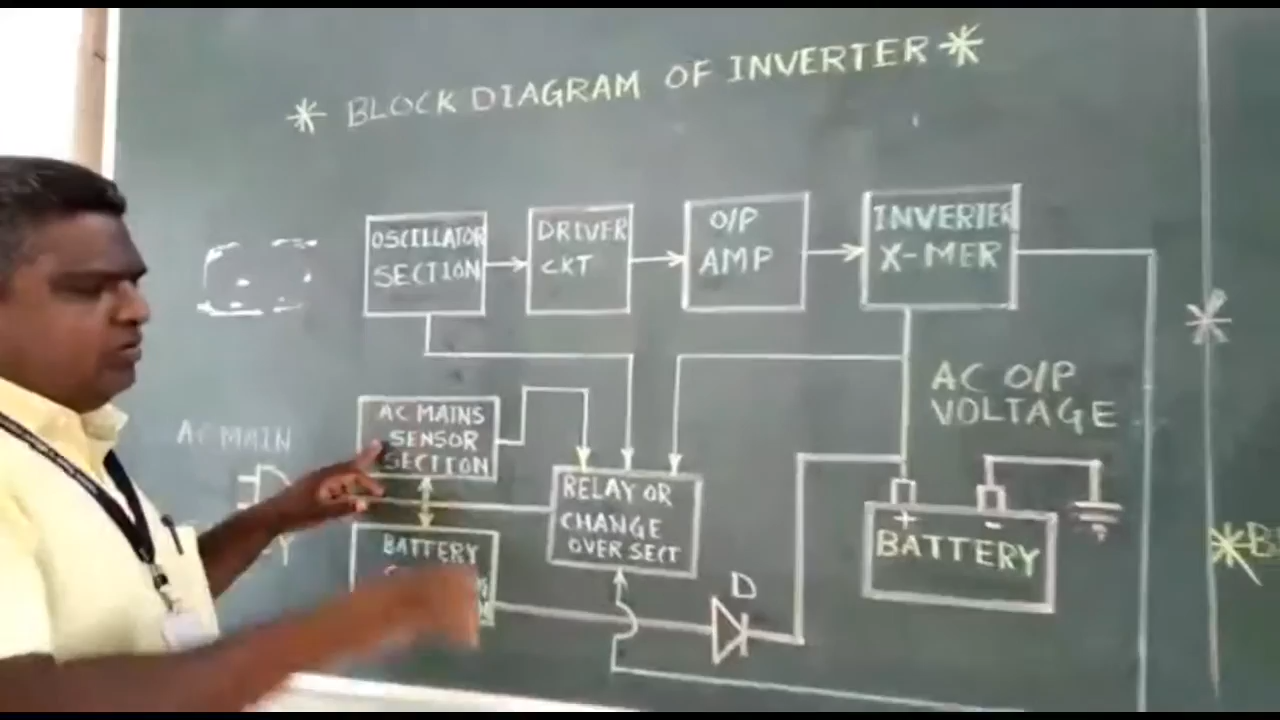 * BLOCK DIAGRAM OF INVERTER *
OSCILLATOR
SECTION
DRIVER
CKT
O/P
AMP
INVERTER
X-MER
AC MAINS
SENSOR
SECTION
AC MAIN
RELAY OR
CHANGE
OVER SECT
AC O/P
VOLTAGE
BATTERY
D
+ -
BATTERY
*
*